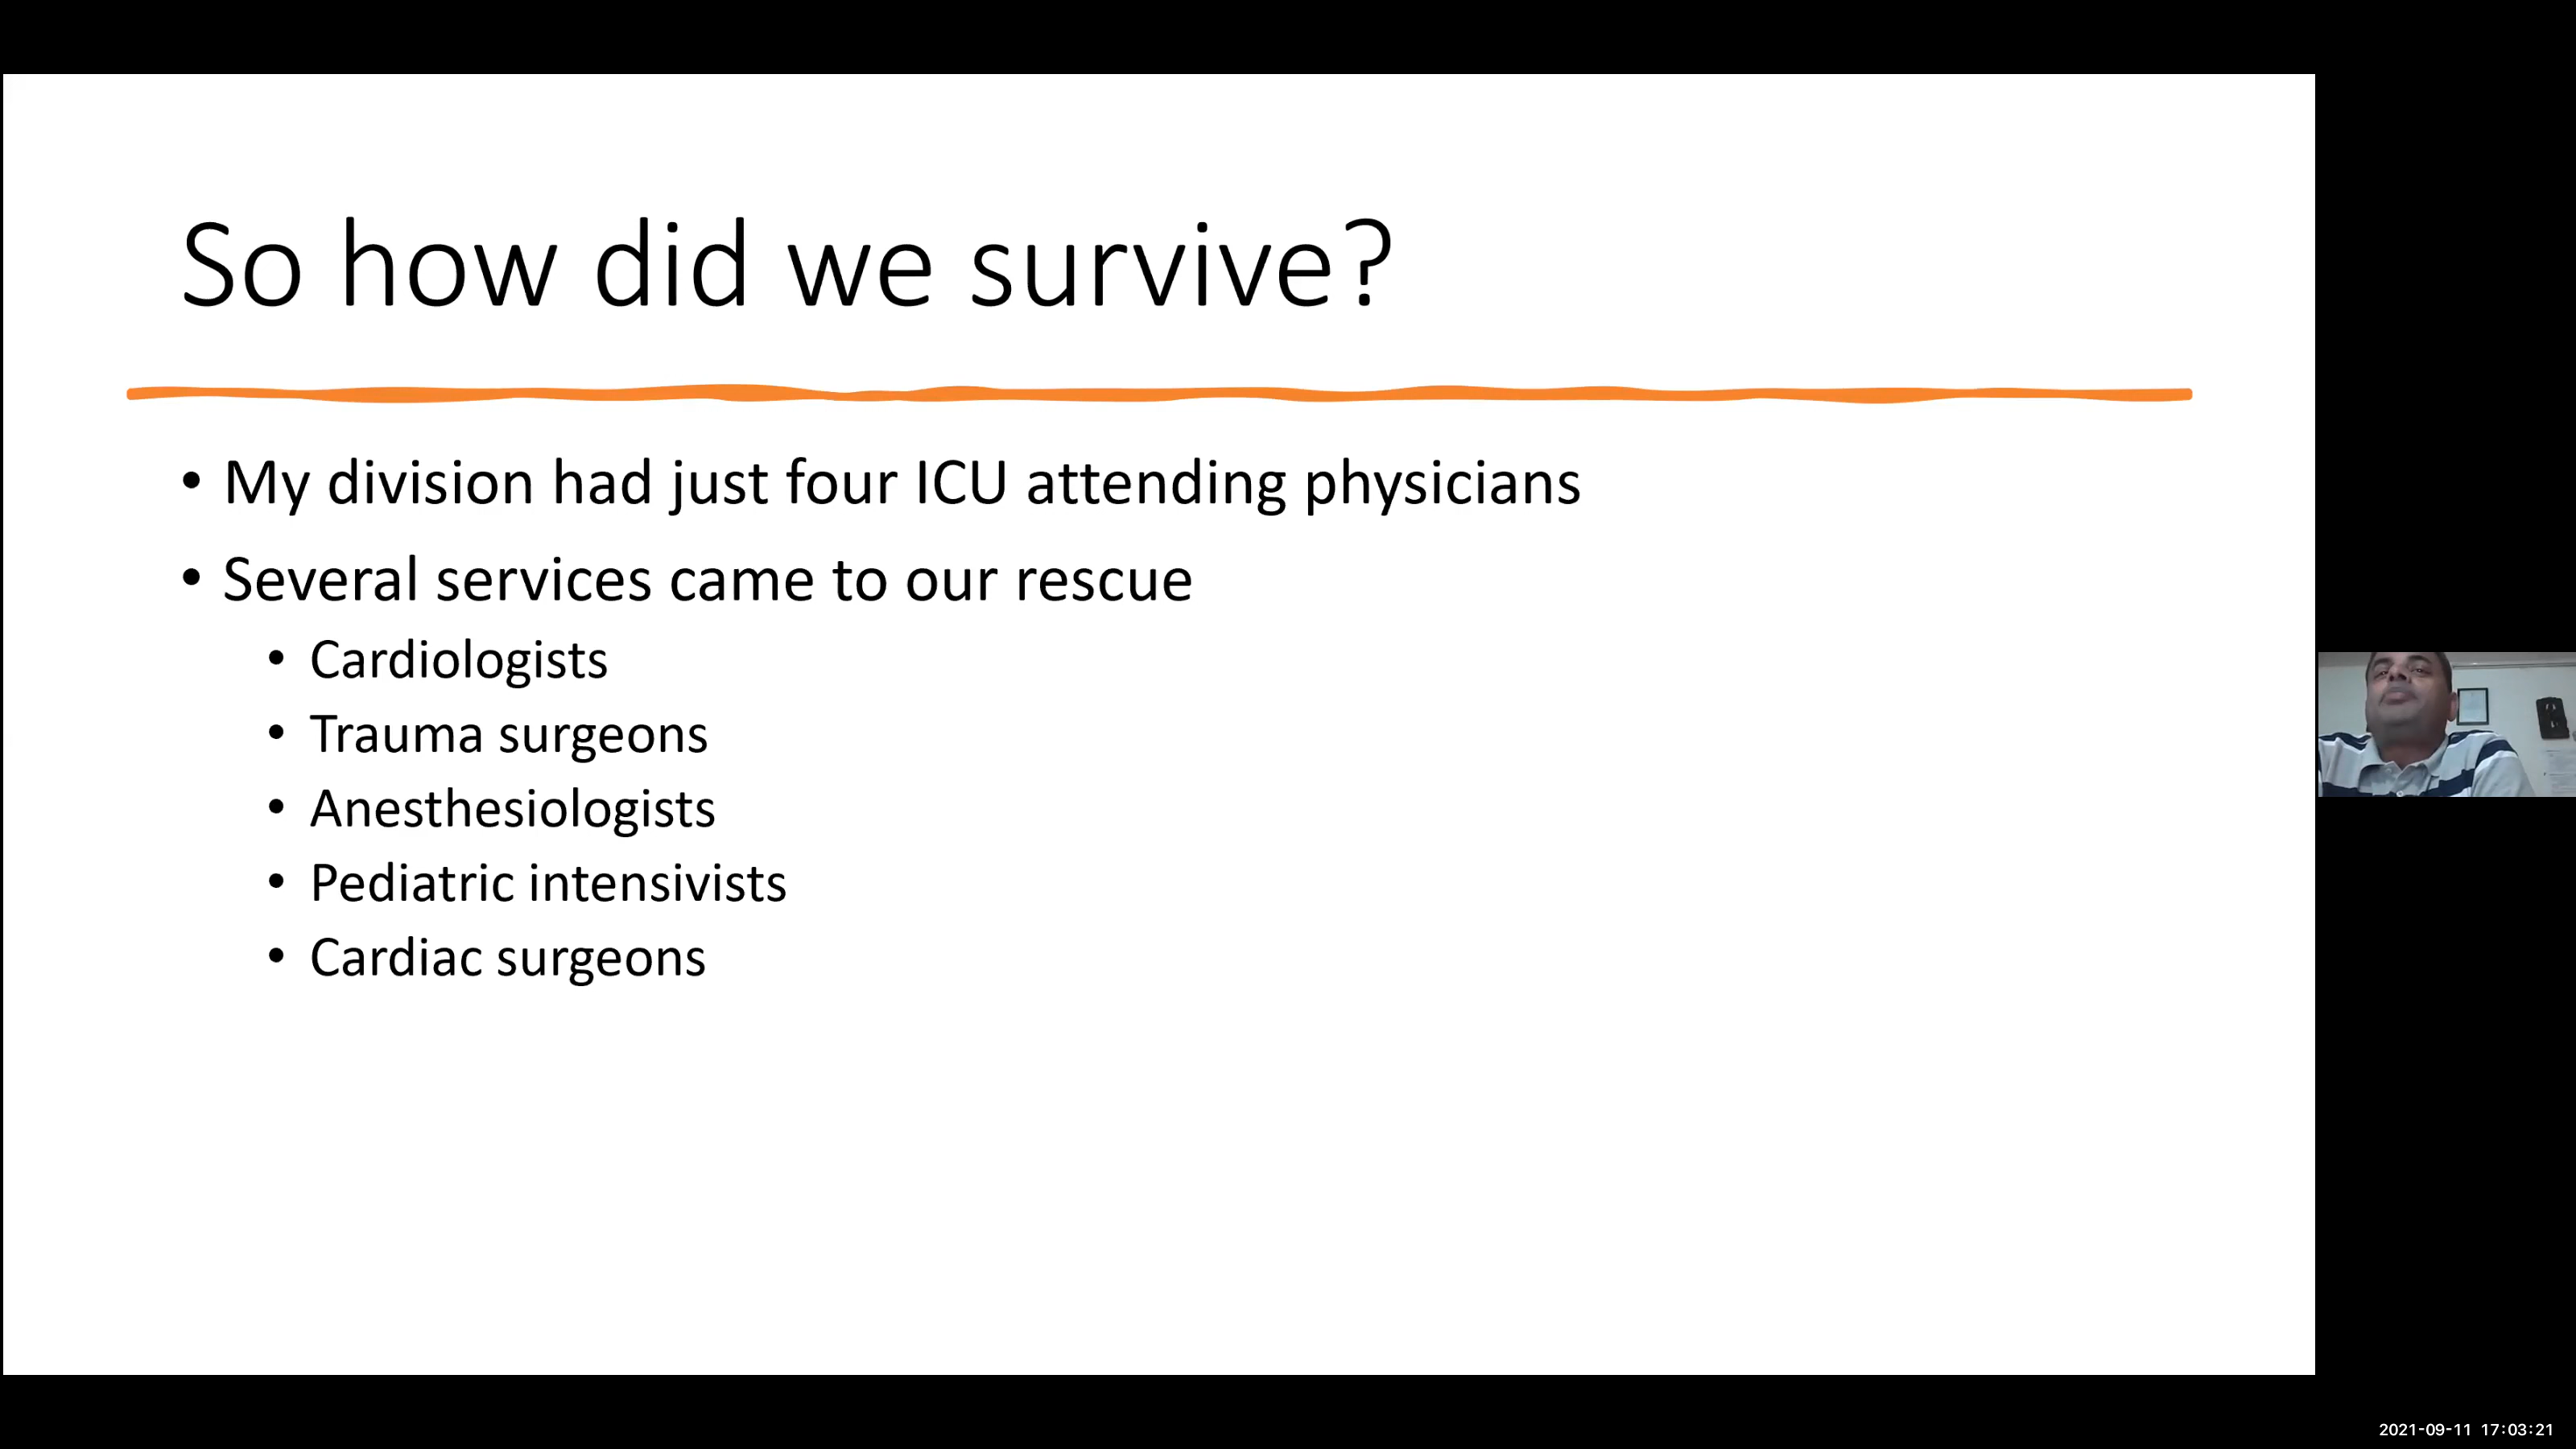 So how did we survive?
• My division had just four ICU attending physicians
• Several services came to our rescue
• Cardiologists
• Trauma surgeons
• Anesthesiologists
• Pediatric intensivists
• Cardiac surgeons
2021-09-11 17:03:21